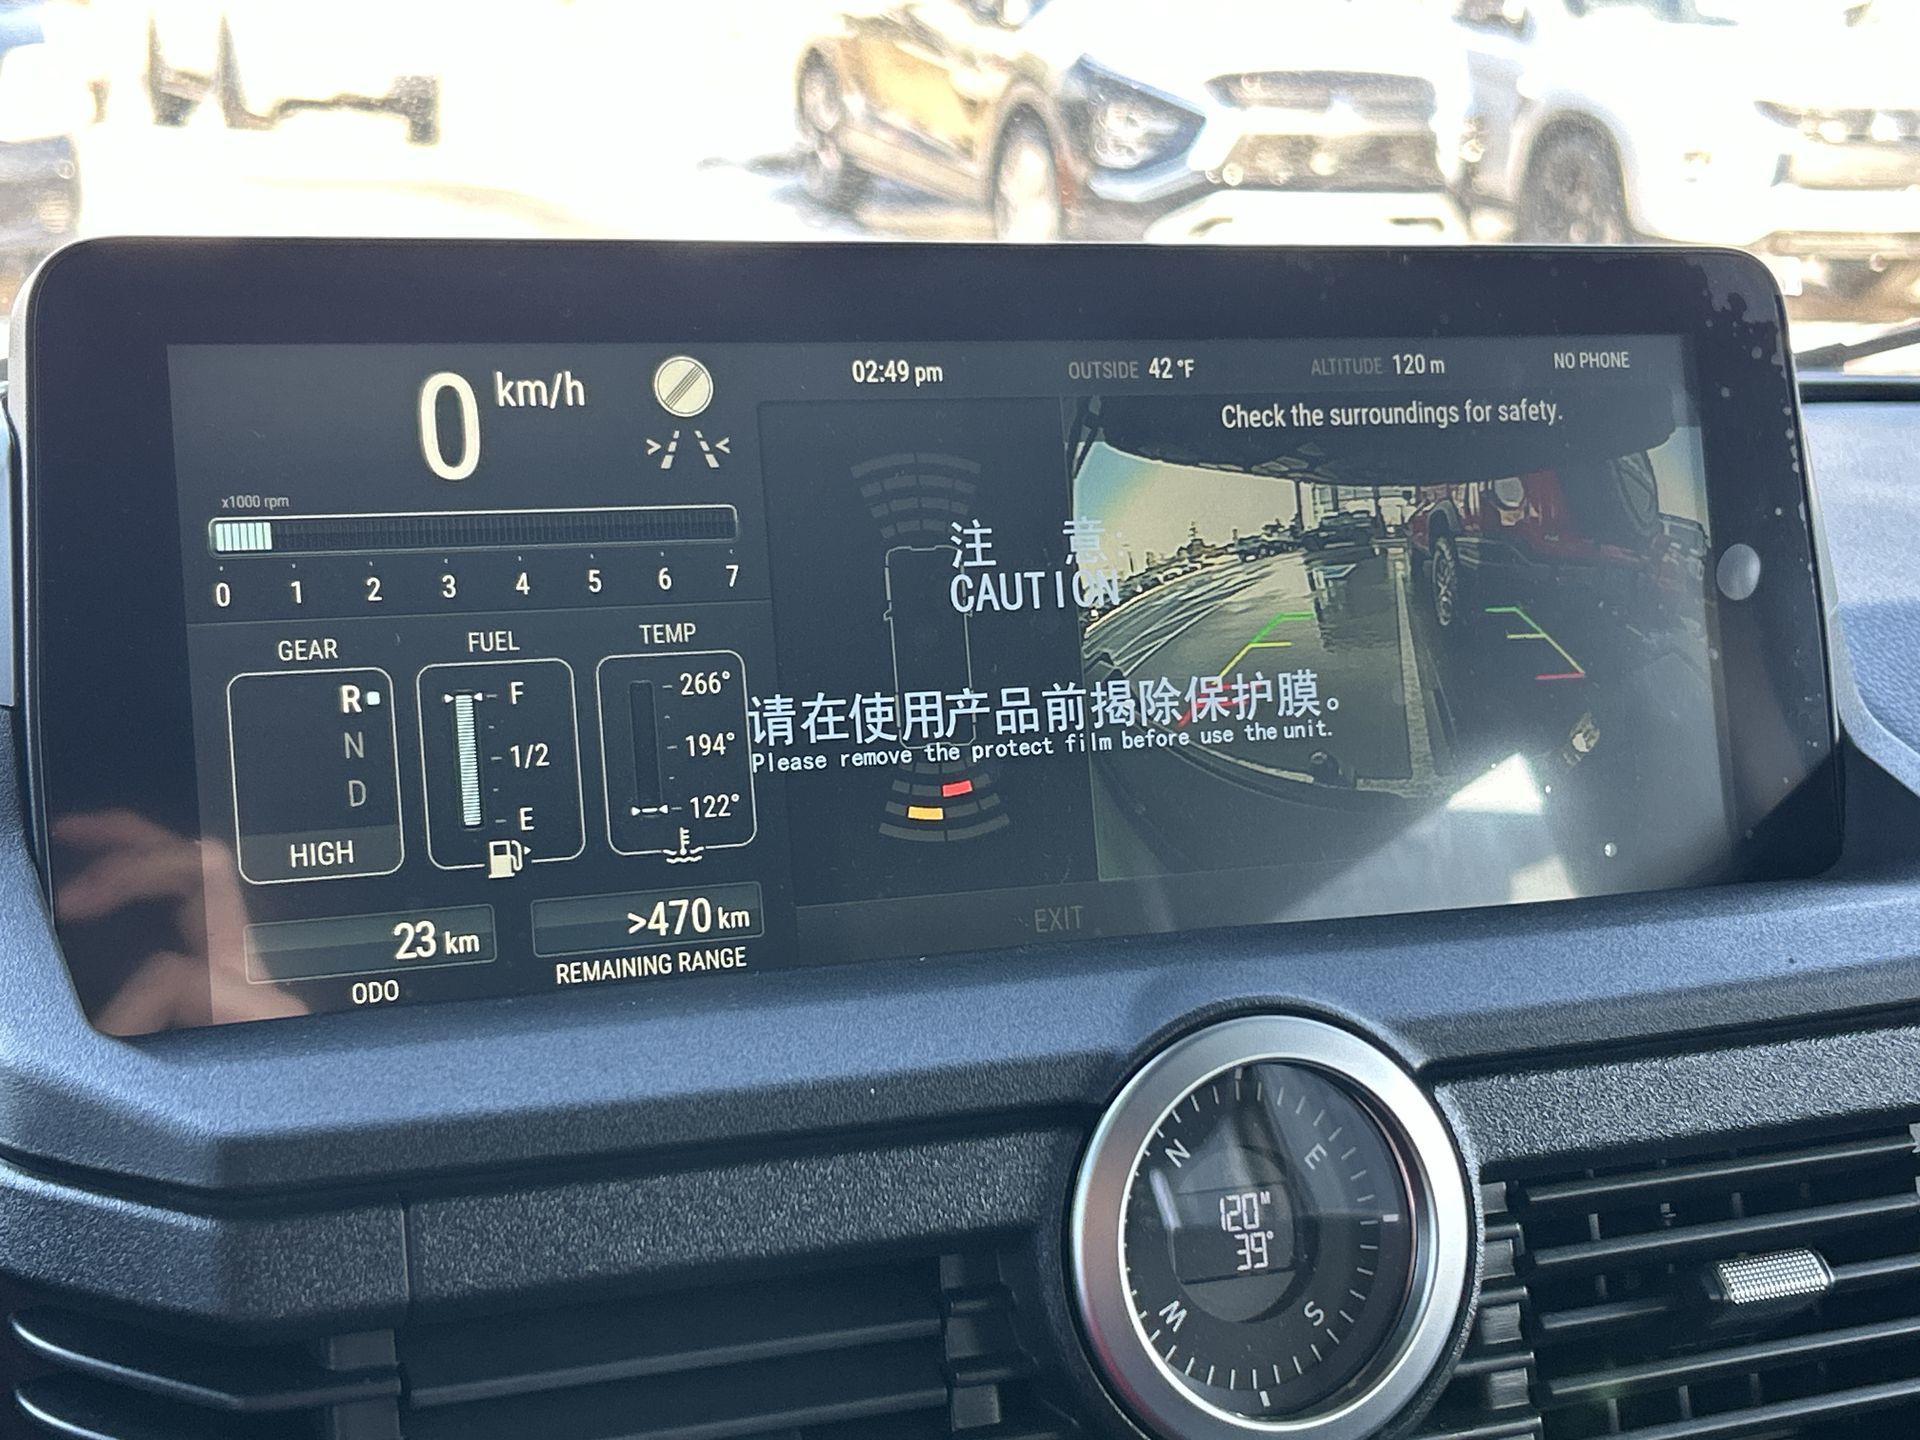 0 km/h
02:49 pm
OUTSIDE 42 °F
ALTITUDE 120 m
NO PHONE
Check the surroundings for safety.
x1000 rpm
0 1 2 3 4 5 6 7
注 意:
CAUTION
请在使用产品前揭除保护膜。
Please remove the protect film before use the unit.
GEAR
R
N
D
HIGH
FUEL
F
1/2
E
TEMP
266°
194°
122°
23 km
ODO
>470 km
REMAINING RANGE
EXIT
N
E
120 M
39°
W
S